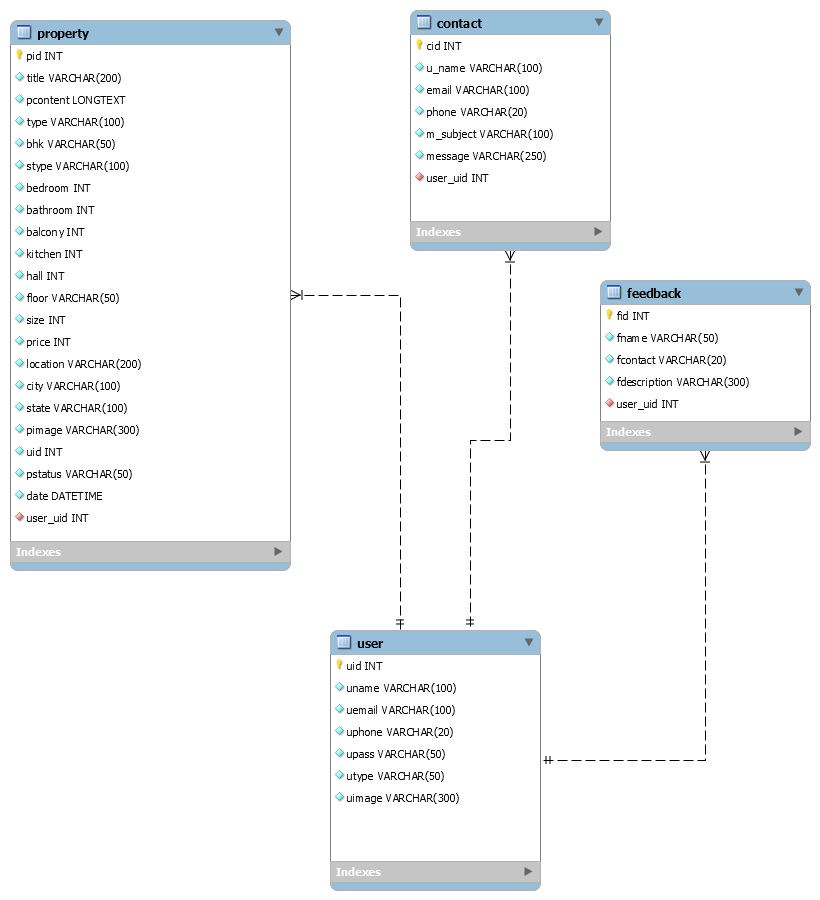 property
pid INT
title VARCHAR(200)
pcontent LONGTEXT
type VARCHAR(100)
bhk VARCHAR(50)
stype VARCHAR(100)
bedroom INT
bathroom INT
balcony INT
kitchen INT
hall INT
floor VARCHAR(50)
size INT
price INT
location VARCHAR(200)
city VARCHAR(100)
state VARCHAR(100)
pimage VARCHAR(300)
uid INT
pstatus VARCHAR(50)
date DATETIME
user_uid INT
Indexes
contact
cid INT
u_name VARCHAR(100)
email VARCHAR(100)
phone VARCHAR(20)
m_subject VARCHAR(100)
message VARCHAR(250)
user_uid INT
Indexes
feedback
fid INT
fname VARCHAR(50)
fcontact VARCHAR(20)
fdescription VARCHAR(300)
user_uid INT
Indexes
user
uid INT
uname VARCHAR(100)
uemail VARCHAR(100)
uphone VARCHAR(20)
upass VARCHAR(50)
utype VARCHAR(50)
uimage VARCHAR(300)
Indexes